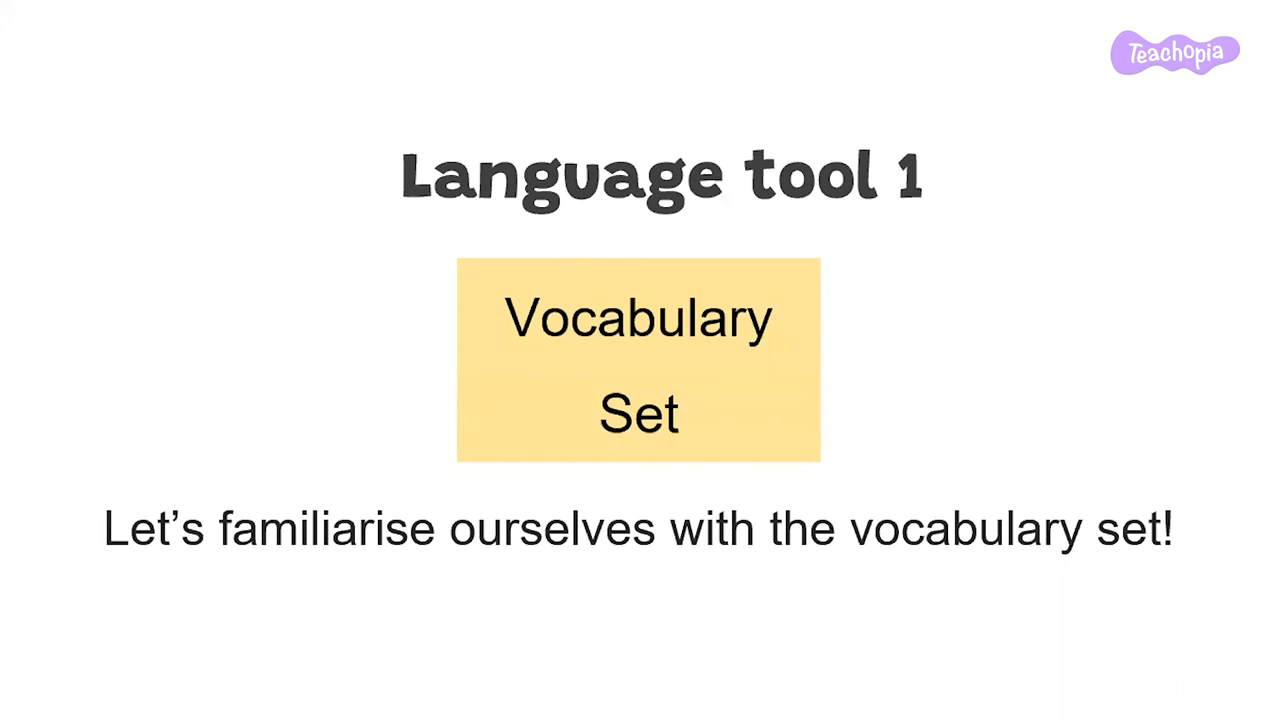 Teachopia
Language tool 1
Vocabulary
Set
Let’s familiarise ourselves with the vocabulary set!